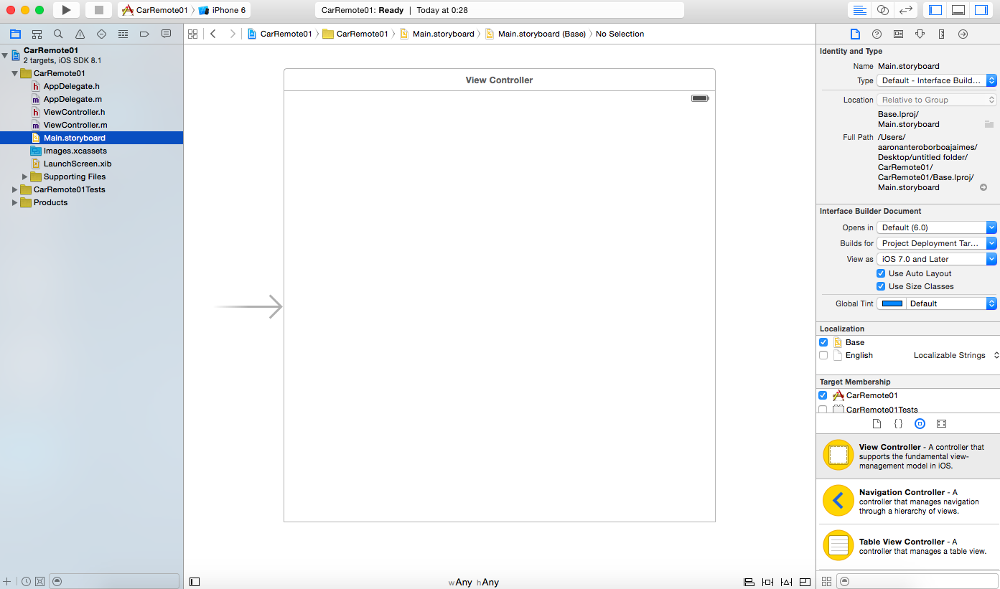 CarRemote01 〉 iPhone 6
CarRemote01: Ready | Today at 0:28
CarRemote01 〉 CarRemote01 〉 Main.storyboard 〉 Main.storyboard (Base) 〉 No Selection
CarRemote01
2 targets, iOS SDK 8.1
CarRemote01
h AppDelegate.h
m AppDelegate.m
h ViewController.h
m ViewController.m
Main.storyboard
Images.xcassets
LaunchScreen.xib
Supporting Files
CarRemote01Tests
Products
View Controller
wAny hAny
Identity and Type
Name Main.storyboard
Type Default - Interface Build...
Location Relative to Group
Base.lproj/
Main.storyboard
Full Path /Users/
aaronanteroborboajaimes/
Desktop/untitled folder/
CarRemote01/
CarRemote01/Base.lproj/
Main.storyboard
Interface Builder Document
Opens in Default (6.0)
Builds for Project Deployment Tar...
View as iOS 7.0 and Later
Use Auto Layout
Use Size Classes
Global Tint Default
Localization
Base
English Localizable Strings
Target Membership
CarRemote01
CarRemote01Tests
{ }
View Controller - A controller that
supports the fundamental view-
management model in iOS.
Navigation Controller - A
controller that manages navigation
through a hierarchy of views.
Table View Controller - A
controller that manages a table view.